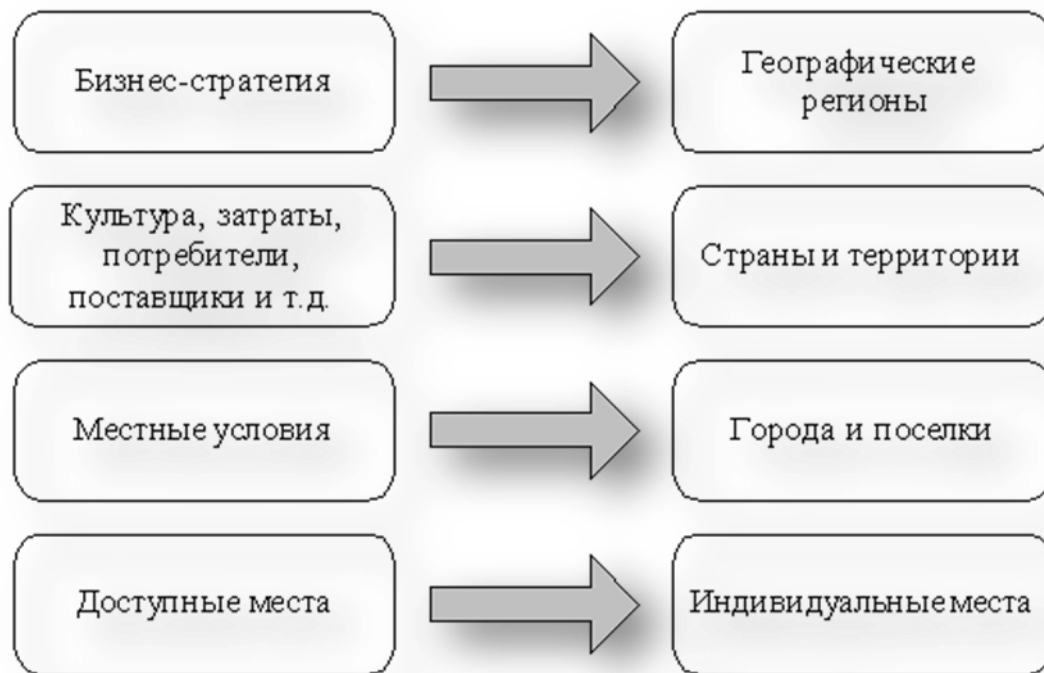 Бизнес-стратегия
Географические
регионы
Культура, затраты,
потребители,
поставщики и т.д.
Страны и территории
Местные условия
Города и поселки
Доступные места
Индивидуальные места